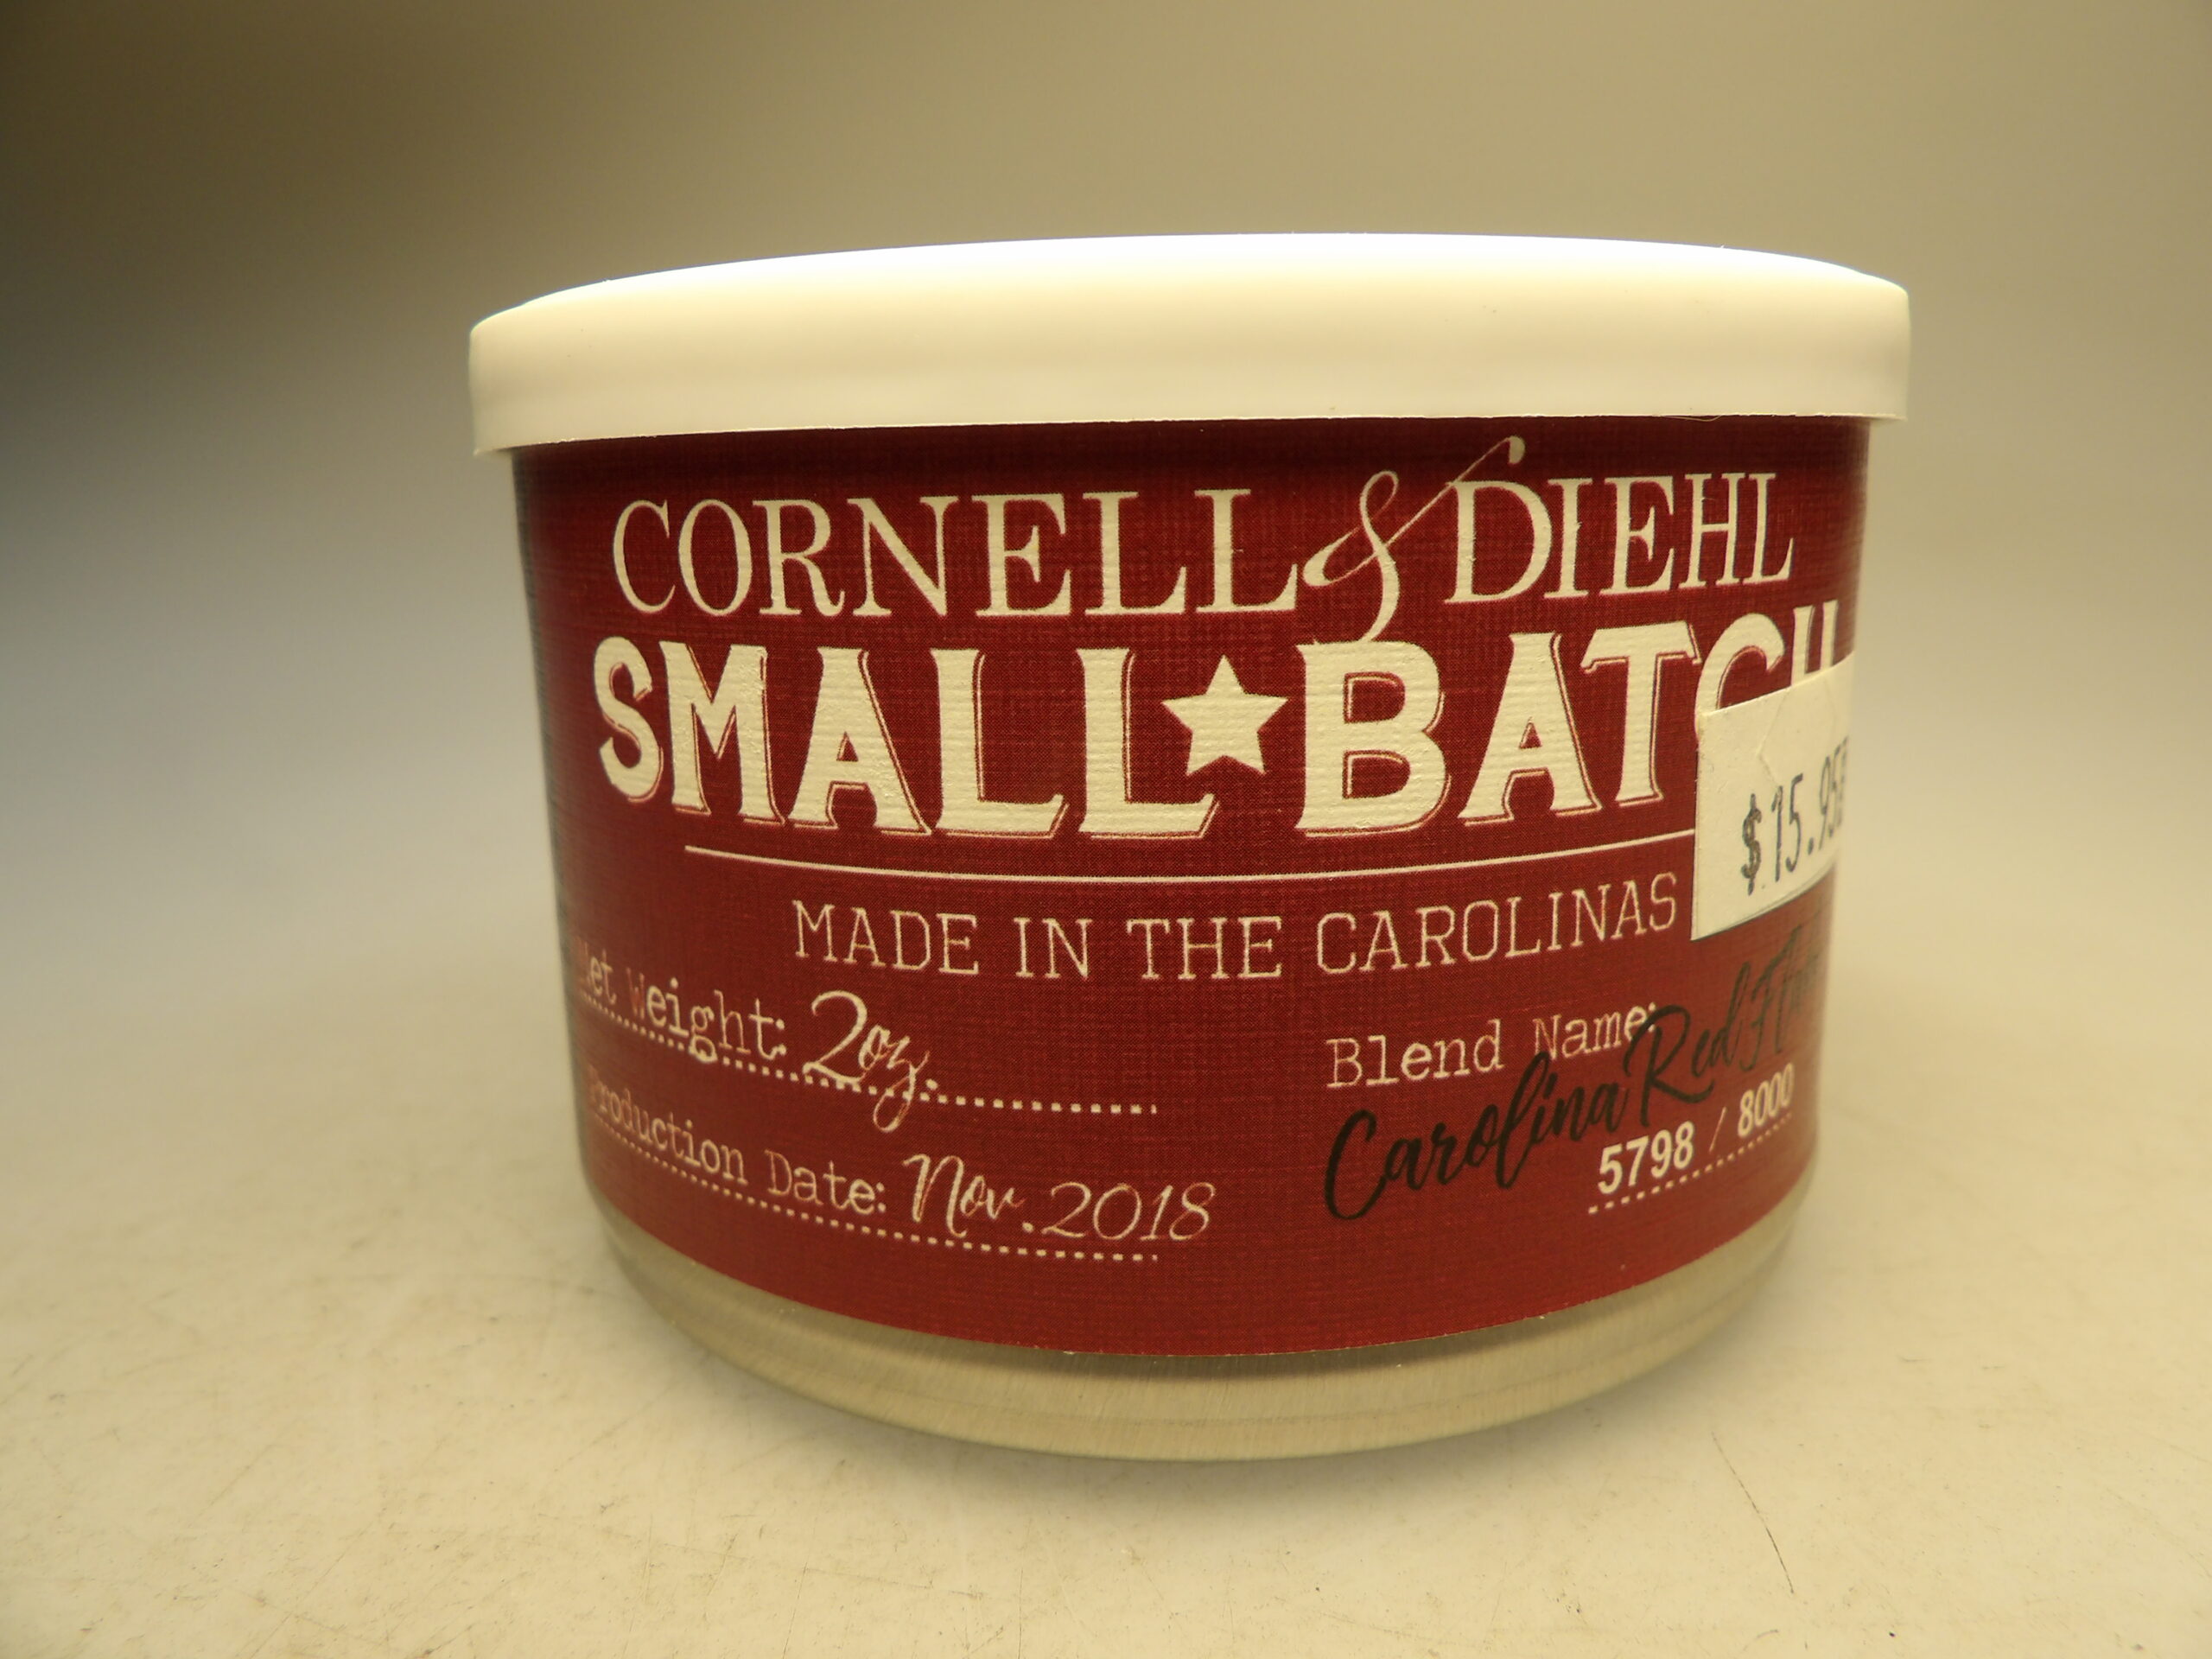 CORNELL & DIEHL
SMALL★BATCH
$15.95
MADE IN THE CAROLINAS
Net Weight: 2oz.
Production Date: Nov. 2018
Blend Name:
Carolina Red
5798 / 8000